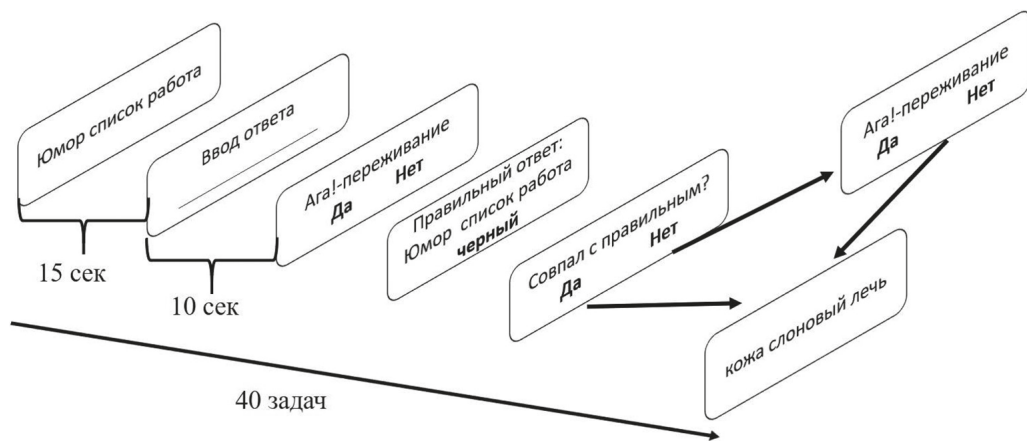 Юмор список работа
Ввод ответа
Ага!-переживание
Да Нет
Правильный ответ:
Юмор список работа
черный
Совпал с правильным?
Да Нет
Ага!-переживание
Да Нет
кожа слоновый лечь
15 сек
10 сек
40 задач